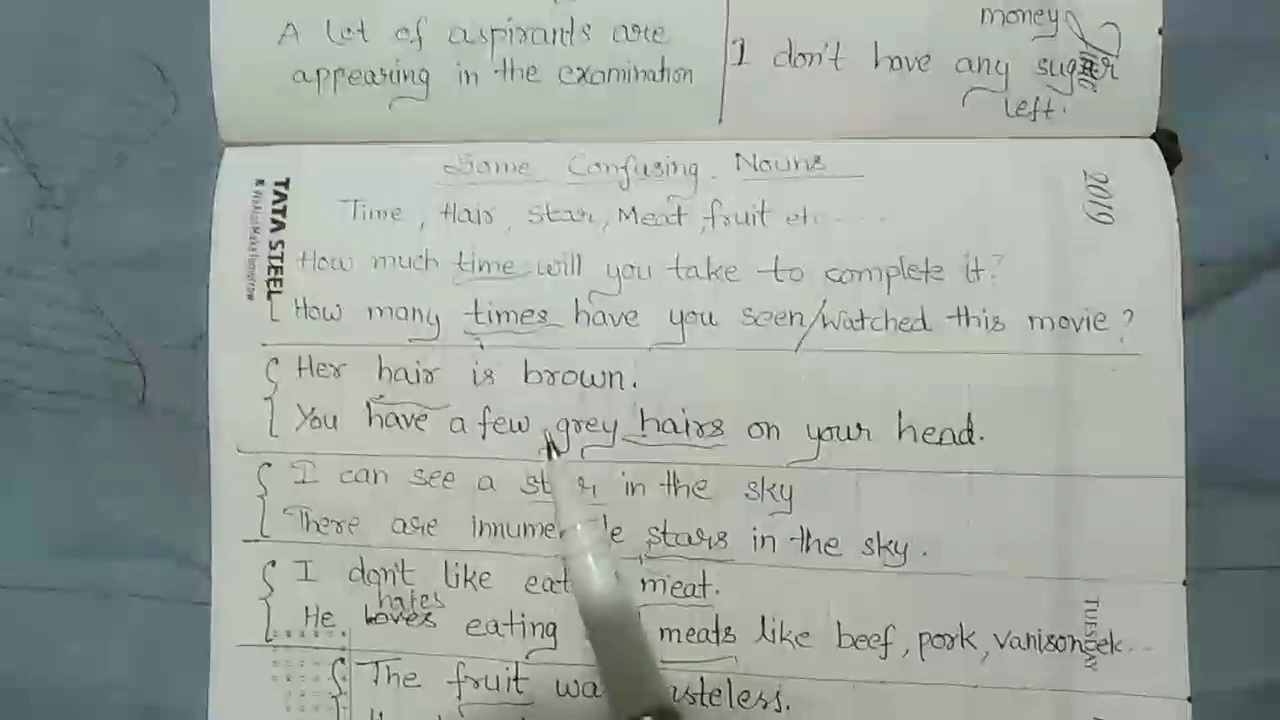 A lot of aspirants are
appearing in the examination
money
I don't have any sugar
left.
Some Confusing Nouns
2019
TATA STEEL
#WeAlsoMakeTomorrow
Time, Hair, Star, Meat, fruit etc....
How much time will you take to complete it?
How many times have you seen/watched this movie?
Her hair is brown.
You have a few grey hairs on your head.
I can see a in the sky
There are stars in the sky.
I don't like meat.
hates
He loves eating meats like beef, pork, vanison
TUESDAY
The fruit